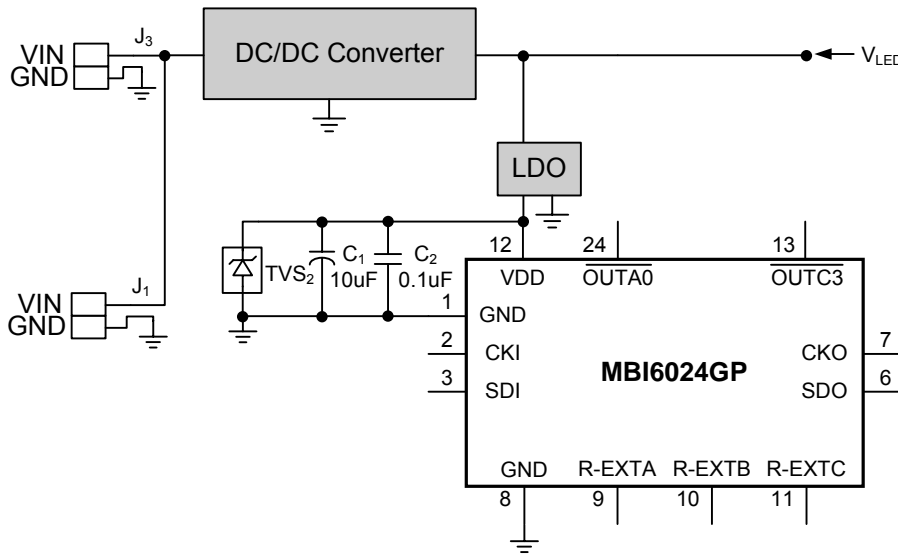 J3
VIN
GND
DC/DC Converter
VLED
LDO
TVS2
C1
10uF
C2
0.1uF
J1
VIN
GND
12
24
13
VDD
OUTA0
OUTC3
1
GND
2
CKI
MBI6024GP
CKO
7
3
SDI
SDO
6
GND
R-EXTA
R-EXTB
R-EXTC
8
9
10
11